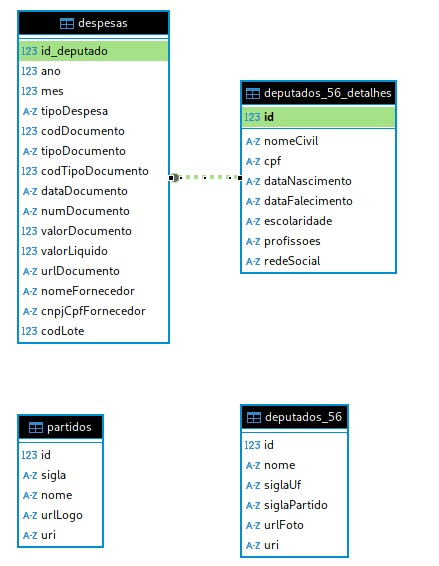 despesas
123 id_deputado
123 ano
123 mes
A-Z tipoDespesa
123 codDocumento
A-Z tipoDocumento
123 codTipoDocumento
A-Z dataDocumento
A-Z numDocumento
123 valorDocumento
123 valorLiquido
A-Z urlDocumento
A-Z nomeFornecedor
A-Z cnpjCpfFornecedor
123 codLote
deputados_56_detalhes
123 id
A-Z nomeCivil
A-Z cpf
A-Z dataNascimento
A-Z dataFalecimento
A-Z escolaridade
A-Z profissoes
A-Z redeSocial
partidos
123 id
A-Z sigla
A-Z nome
A-Z urlLogo
A-Z uri
deputados_56
123 id
A-Z nome
A-Z siglaUf
A-Z siglaPartido
A-Z urlFoto
A-Z uri